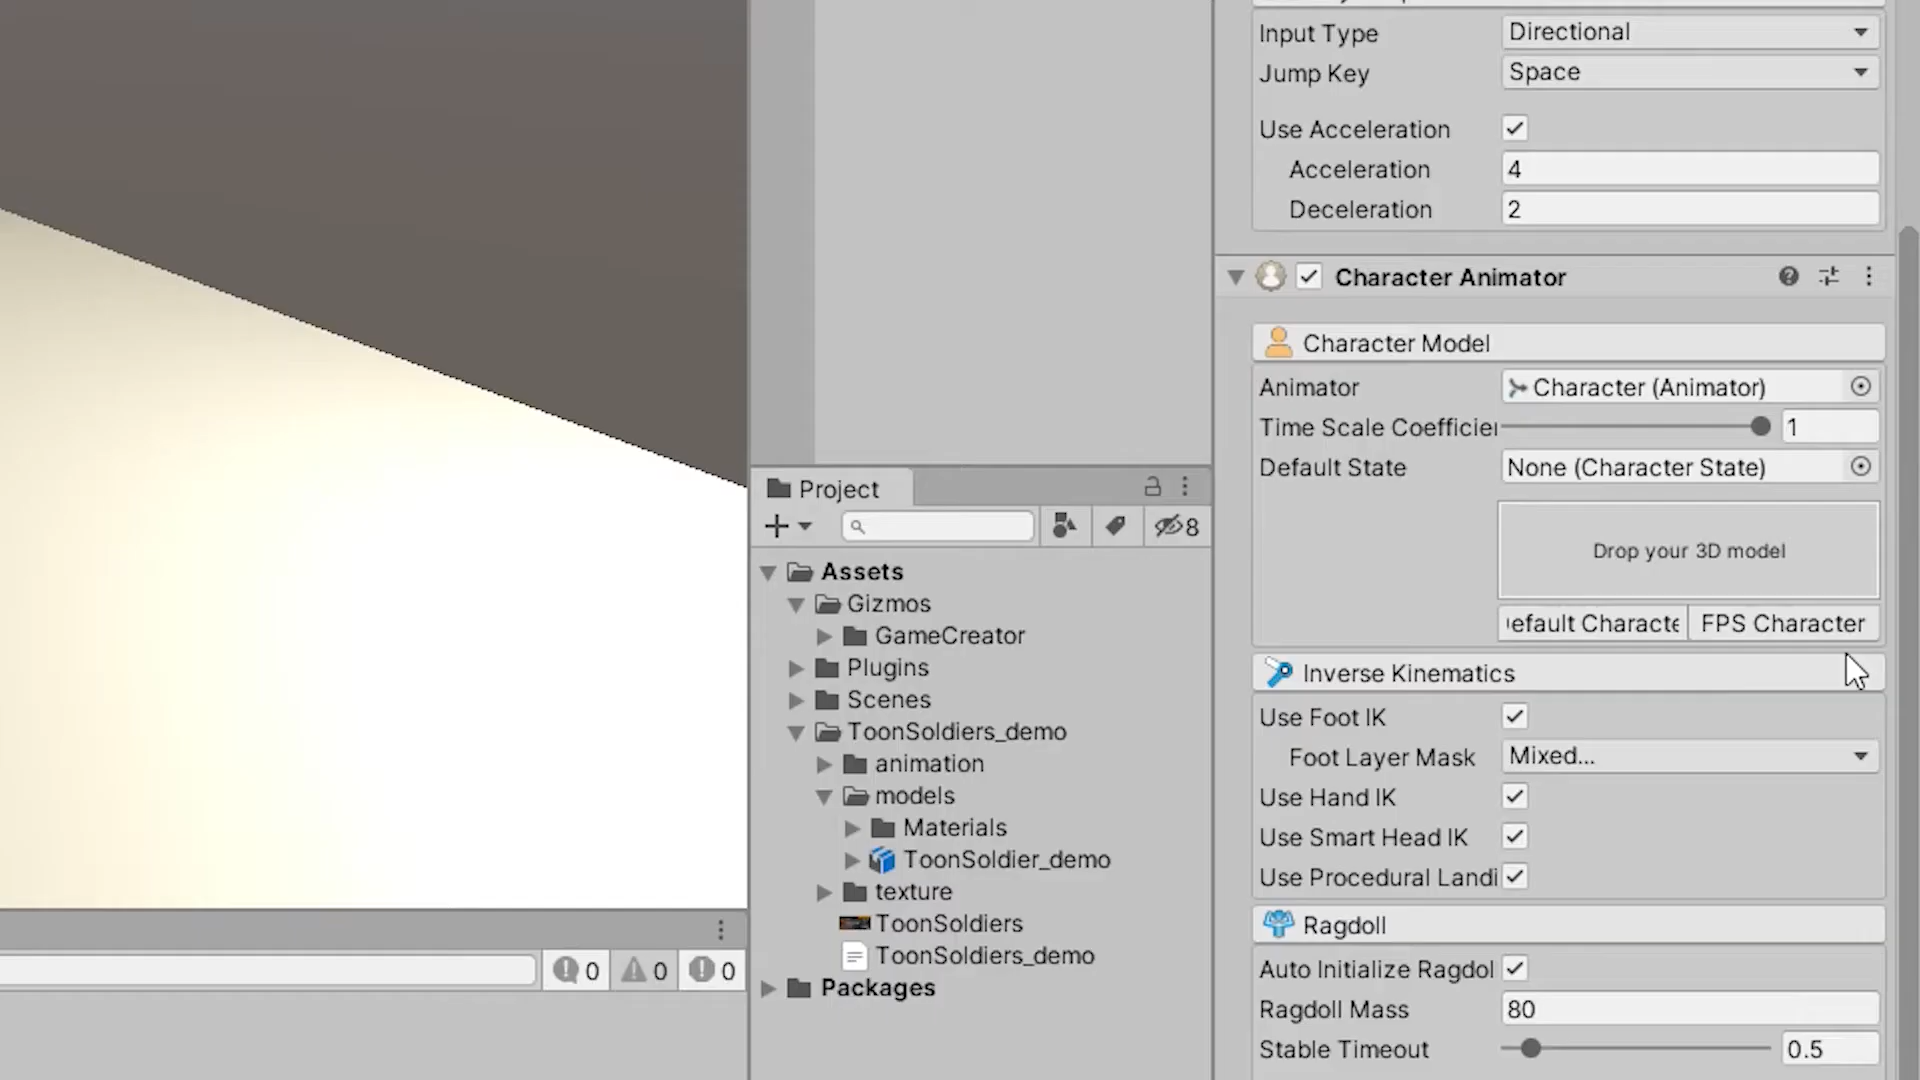 Input Type
Directional
Jump Key
Space
Use Acceleration
Acceleration
4
Deceleration
2
Character Animator
Character Model
Animator
Character (Animator)
Time Scale Coefficie
1
Default State
None (Character State)
Drop your 3D model
efault Characte
FPS Character
Inverse Kinematics
Use Foot IK
Foot Layer Mask
Mixed...
Use Hand IK
Use Smart Head IK
Use Procedural Landi
Ragdoll
Auto Initialize Ragdol
Ragdoll Mass
80
Stable Timeout
0.5
Project
8
Assets
Gizmos
GameCreator
Plugins
Scenes
ToonSoldiers_demo
animation
models
Materials
ToonSoldier_demo
texture
ToonSoldiers
ToonSoldiers_demo
Packages
0
0
0